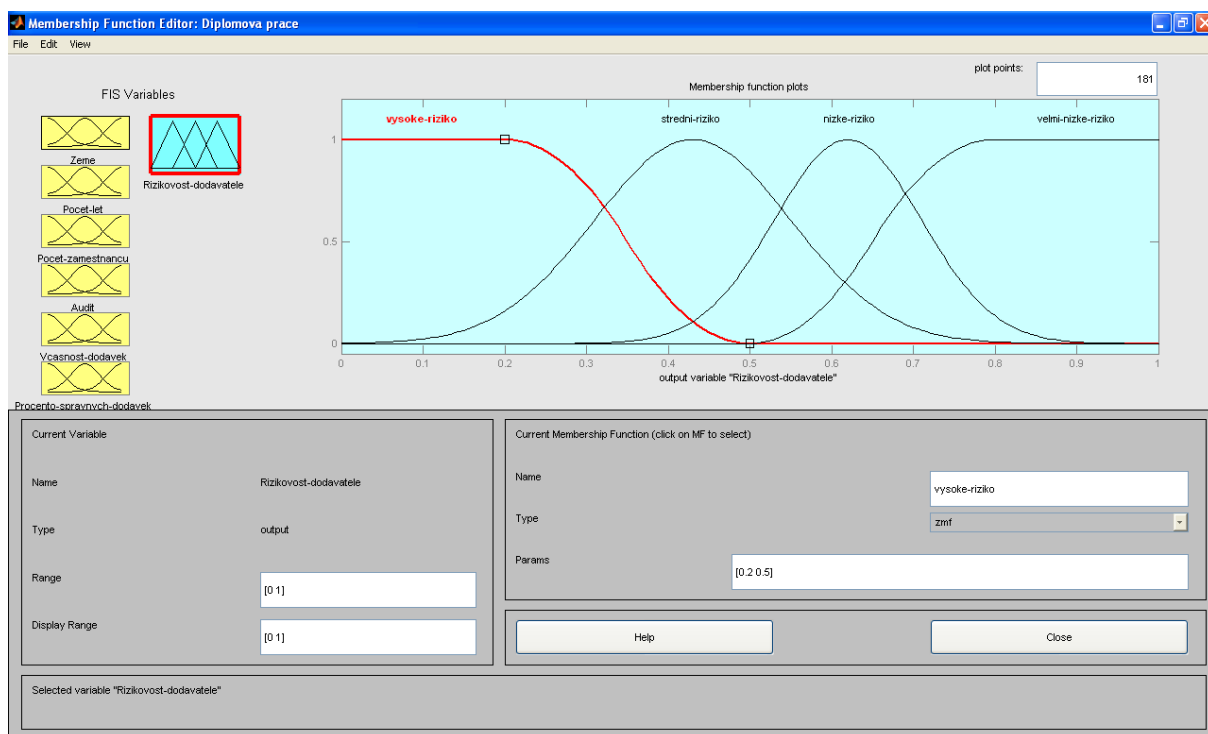 Membership Function Editor: Diplomova prace
File Edit View
plot points:
181
FIS Variables
Zeme
Pocet-let
Pocet-zamestnancu
Audit
Vcasnost-dodavek
Procento-spravnych-dodavek
Rizikovost-dodavatele
Membership function plots
vysoke-riziko stredni-riziko nizke-riziko velmi-nizke-riziko
1
0.5
0
0 0.1 0.2 0.3 0.4 0.5 0.6 0.7 0.8 0.9 1
output variable "Rizikovost-dodavatele"
Current Variable
Name Rizikovost-dodavatele
Type output
Range [0 1]
Display Range [0 1]
Current Membership Function (click on MF to select)
Name vysoke-riziko
Type zmf
Params [0.2 0.5]
Help Close
Selected variable "Rizikovost-dodavatele"